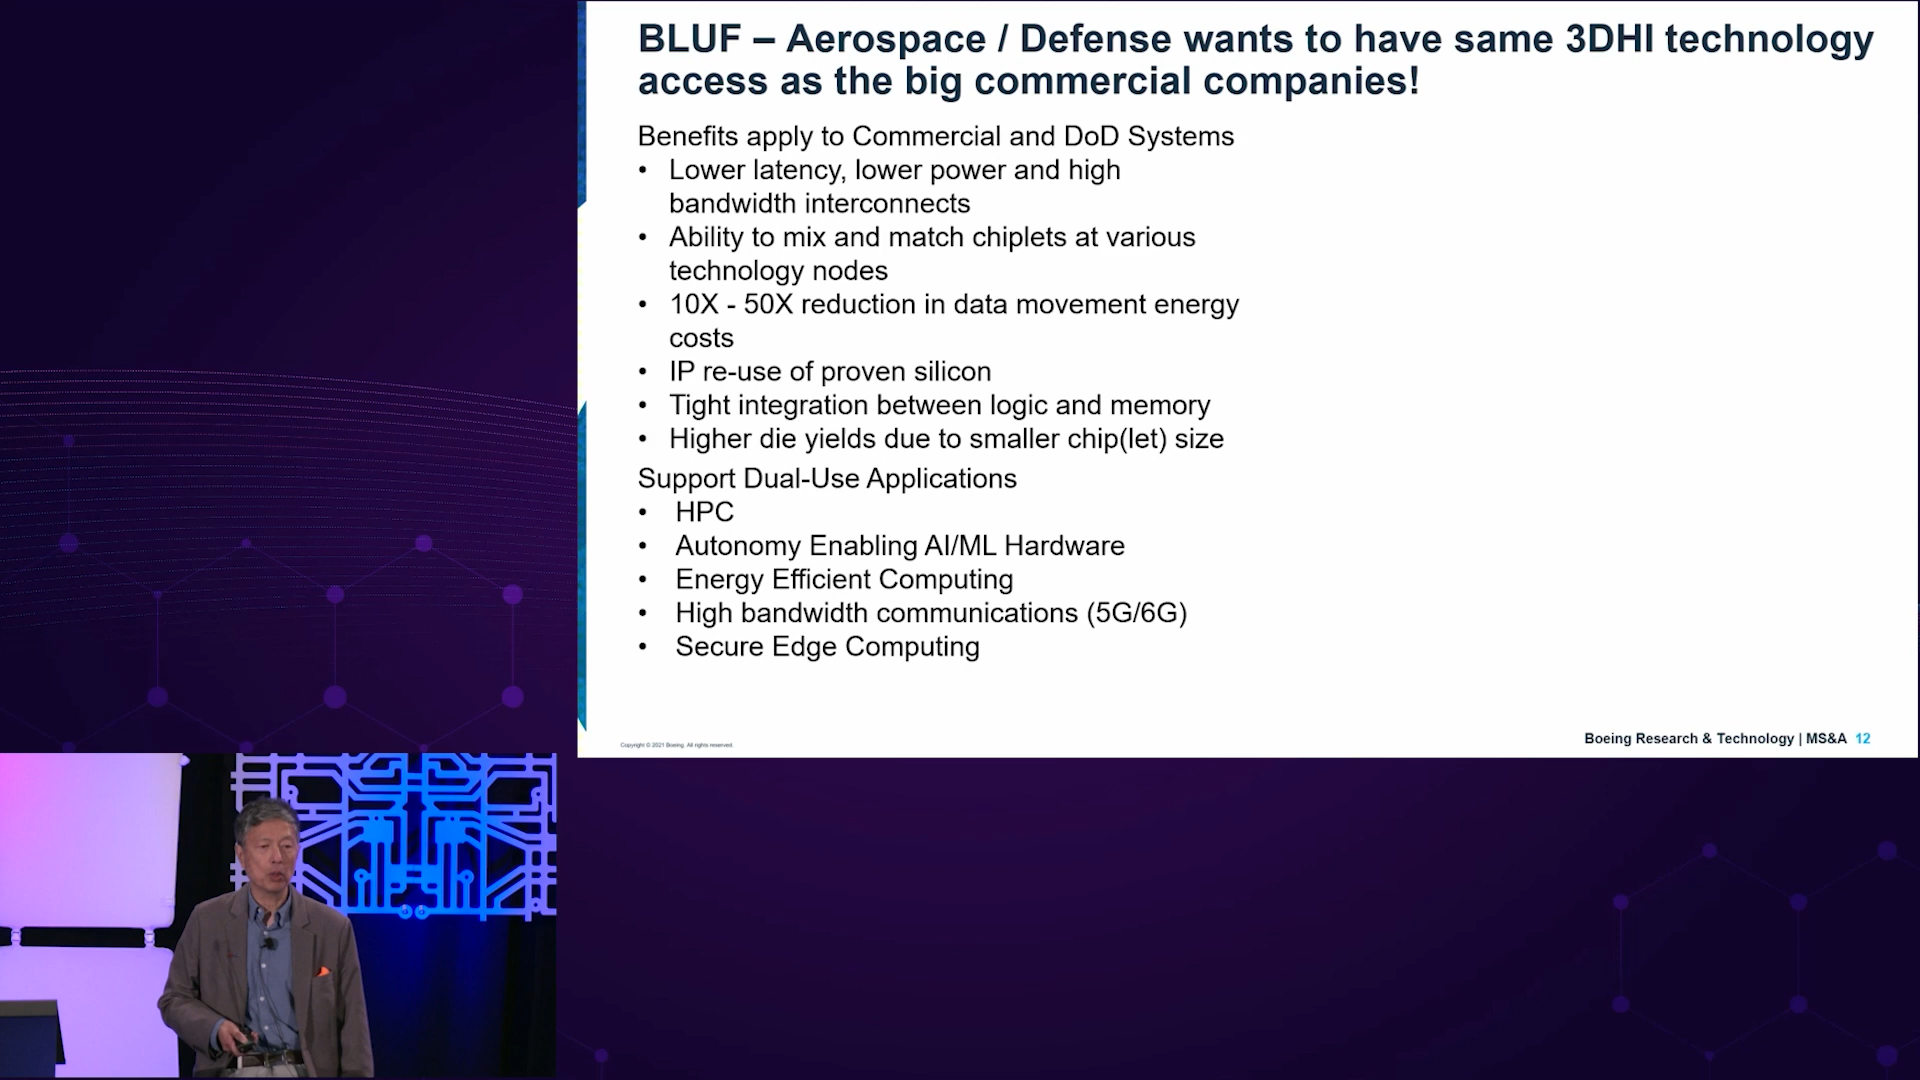 BLUF – Aerospace / Defense wants to have same 3DHI technology
access as the big commercial companies!
Benefits apply to Commercial and DoD Systems
• Lower latency, lower power and high
bandwidth interconnects
• Ability to mix and match chiplets at various
technology nodes
• 10X - 50X reduction in data movement energy
costs
• IP re-use of proven silicon
• Tight integration between logic and memory
• Higher die yields due to smaller chip(let) size
Support Dual-Use Applications
• HPC
• Autonomy Enabling AI/ML Hardware
• Energy Efficient Computing
• High bandwidth communications (5G/6G)
• Secure Edge Computing
Copyright © 2021 Boeing. All rights reserved.
Boeing Research & Technology | MS&A 12